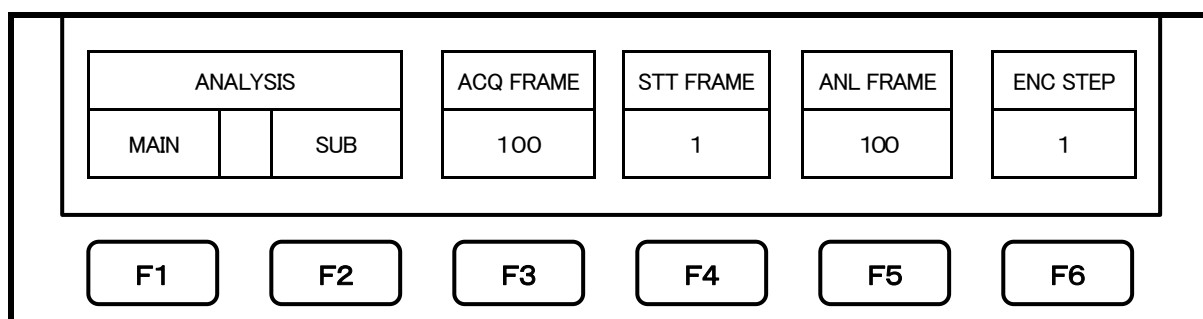 ANALYSIS ACQ FRAME STT FRAME ANL FRAME ENC STEP
MAIN SUB 100 1 100 1
F1 F2 F3 F4 F5 F6